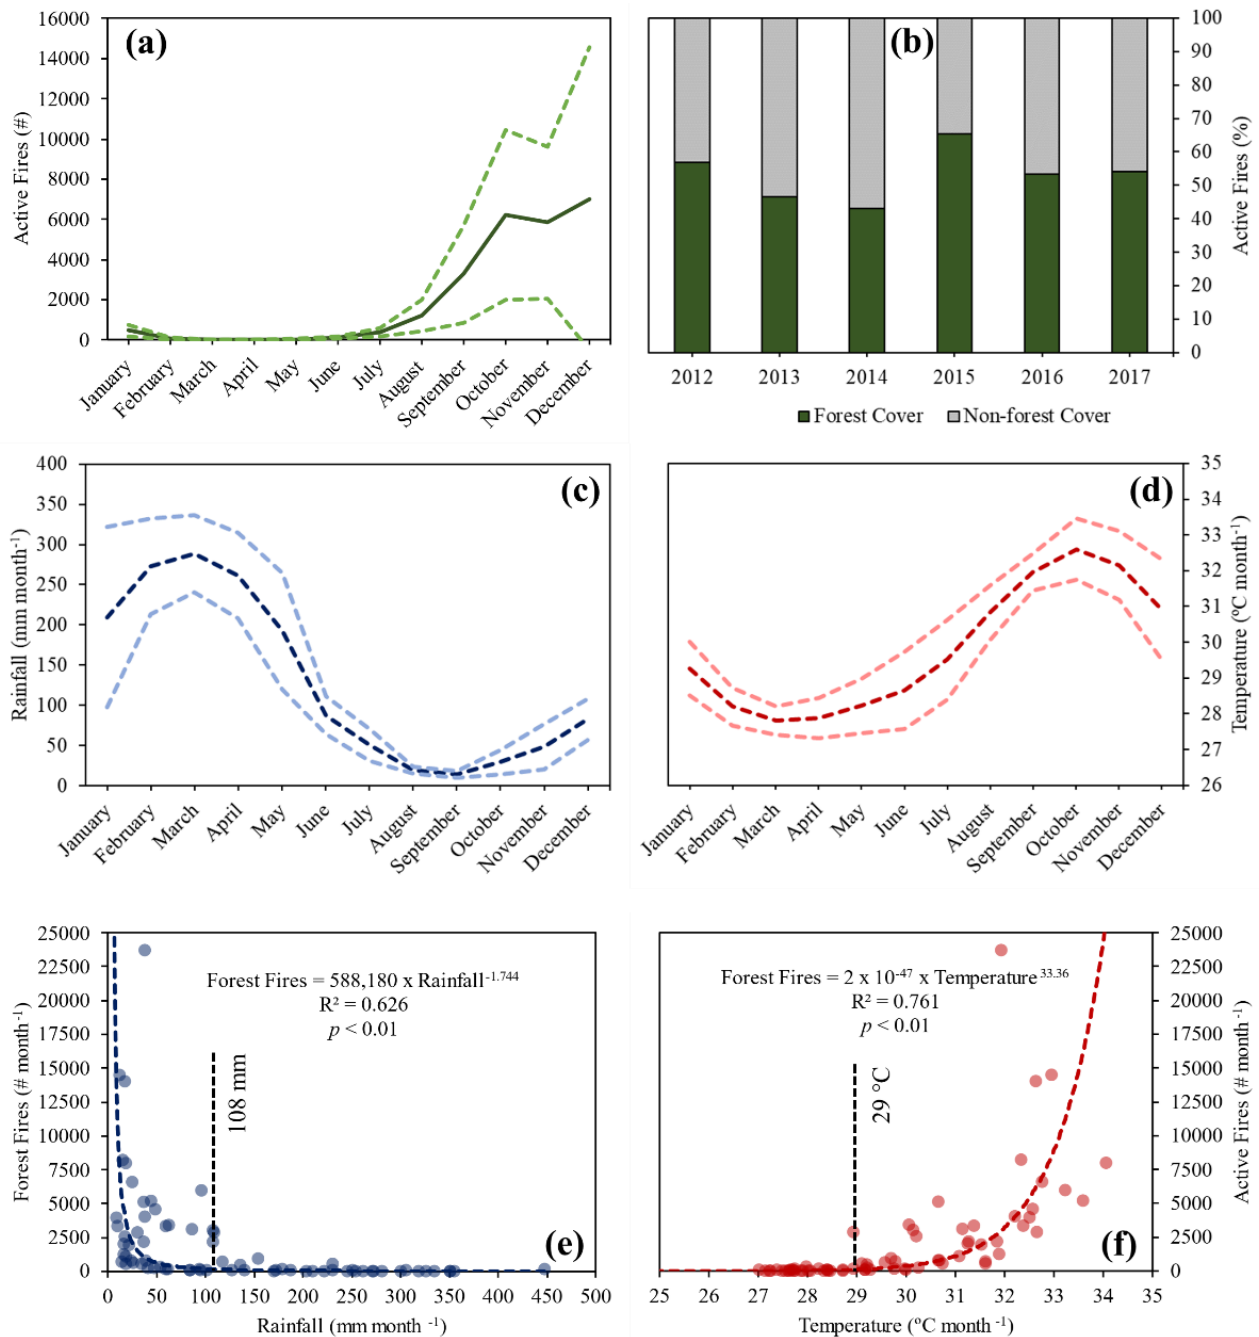 (a)
Active Fires (#)
16000
14000
12000
10000
8000
6000
4000
2000
0
January
February
March
April
May
June
July
August
September
October
November
December
(b)
100
90
80
70
60
50
40
30
20
10
0
Active Fires (%)
2012
2013
2014
2015
2016
2017
Forest Cover
Non-forest Cover
(c)
Rainfall (mm month⁻¹)
400
350
300
250
200
150
100
50
0
January
February
March
April
May
June
July
August
September
October
November
December
(d)
35
34
33
32
31
30
29
28
27
26
Temperature (ºC month⁻¹)
January
February
March
April
May
June
July
August
September
October
November
December
Forest Fires (# month⁻¹)
25000
22500
20000
17500
15000
12500
10000
7500
5000
2500
0
Forest Fires = 588,180 x Rainfall⁻¹·⁷⁴⁴
R² = 0.626
p < 0.01
108 mm
(e)
0
50
100
150
200
250
300
350
400
450
500
Rainfall (mm month ⁻¹)
Forest Fires = 2 x 10⁻⁴⁷ x Temperature³³·³⁶
R² = 0.761
p < 0.01
29 °C
(f)
25000
22500
20000
17500
15000
12500
10000
7500
5000
2500
0
Active Fires (# month⁻¹)
25
26
27
28
29
30
31
32
33
34
35
Temperature (ºC month ⁻¹)